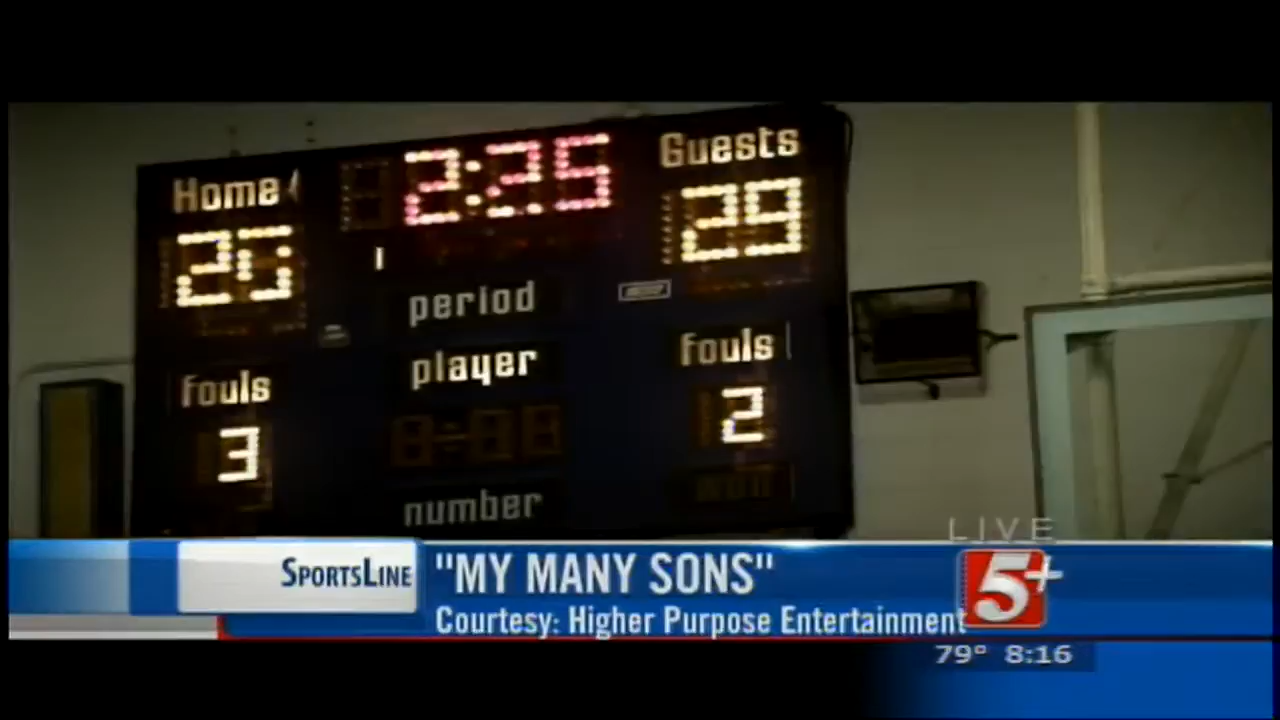 Home
2:25
Guests
25
29
period
fouls
player
fouls
3
2
number
LIVE
SPORTSLINE
"MY MANY SONS"
Courtesy: Higher Purpose Entertainment
5+
79° 8:16